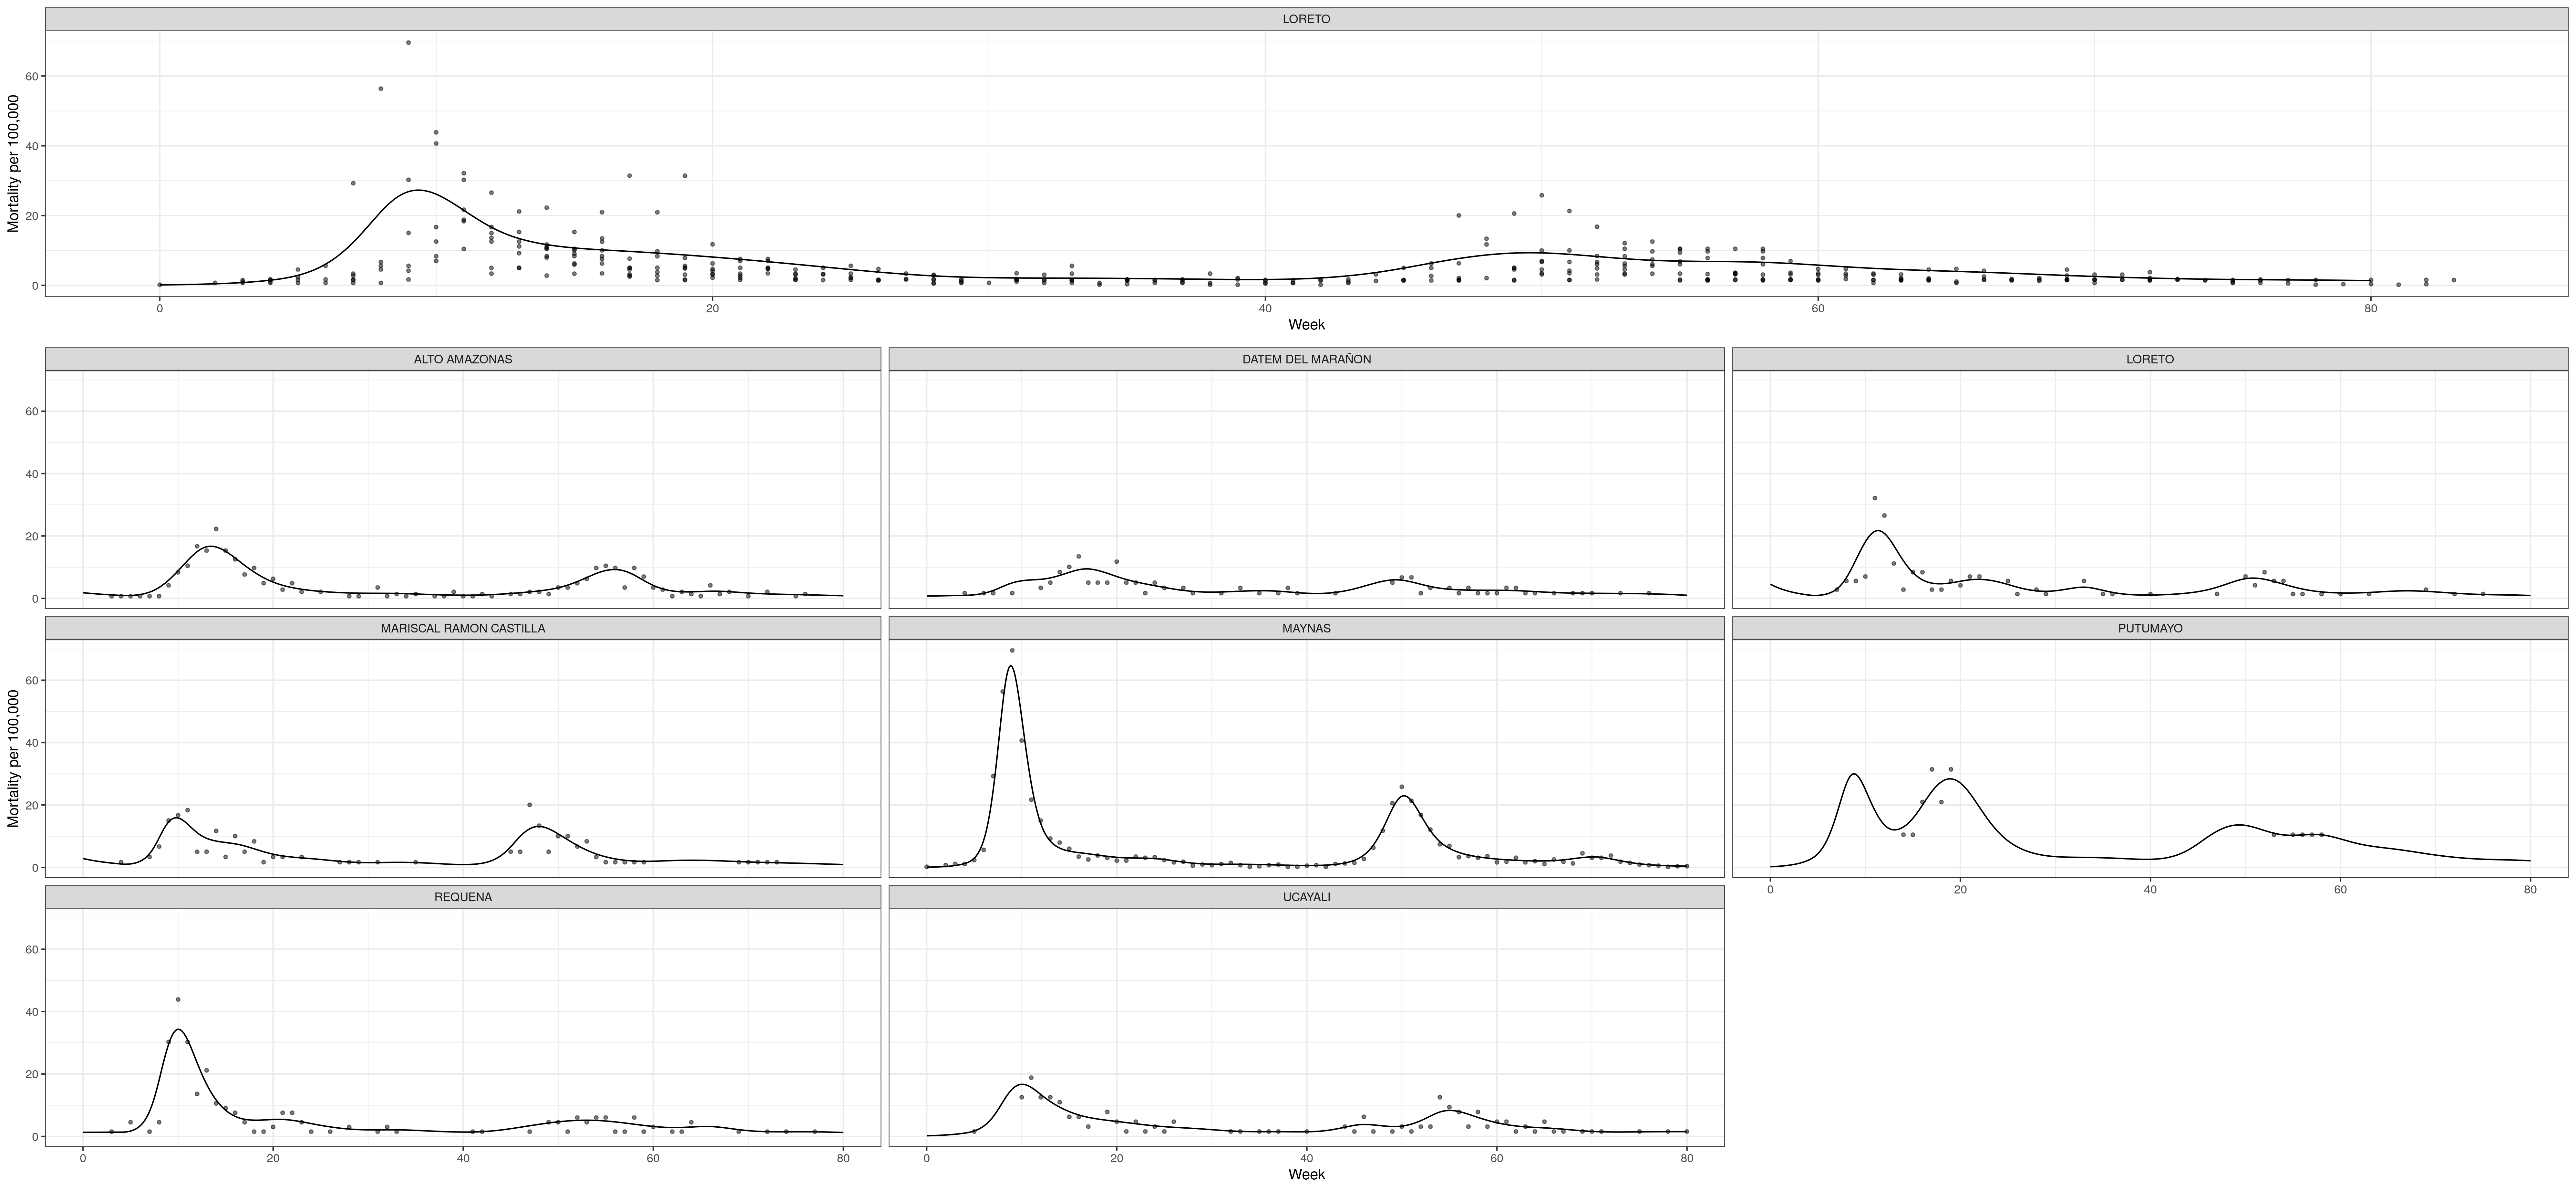 LORETO
Mortality per 100,000
60
40
20
0
0 20 40 60 80
Week
ALTO AMAZONAS DATEM DEL MARAÑON LORETO
60
40
20
0
MARISCAL RAMON CASTILLA MAYNAS PUTUMAYO
Mortality per 100,000
60
40
20
0
0 20 40 60 80
REQUENA UCAYALI
60
40
20
0
0 20 40 60 80 0 20 40 60 80
Week